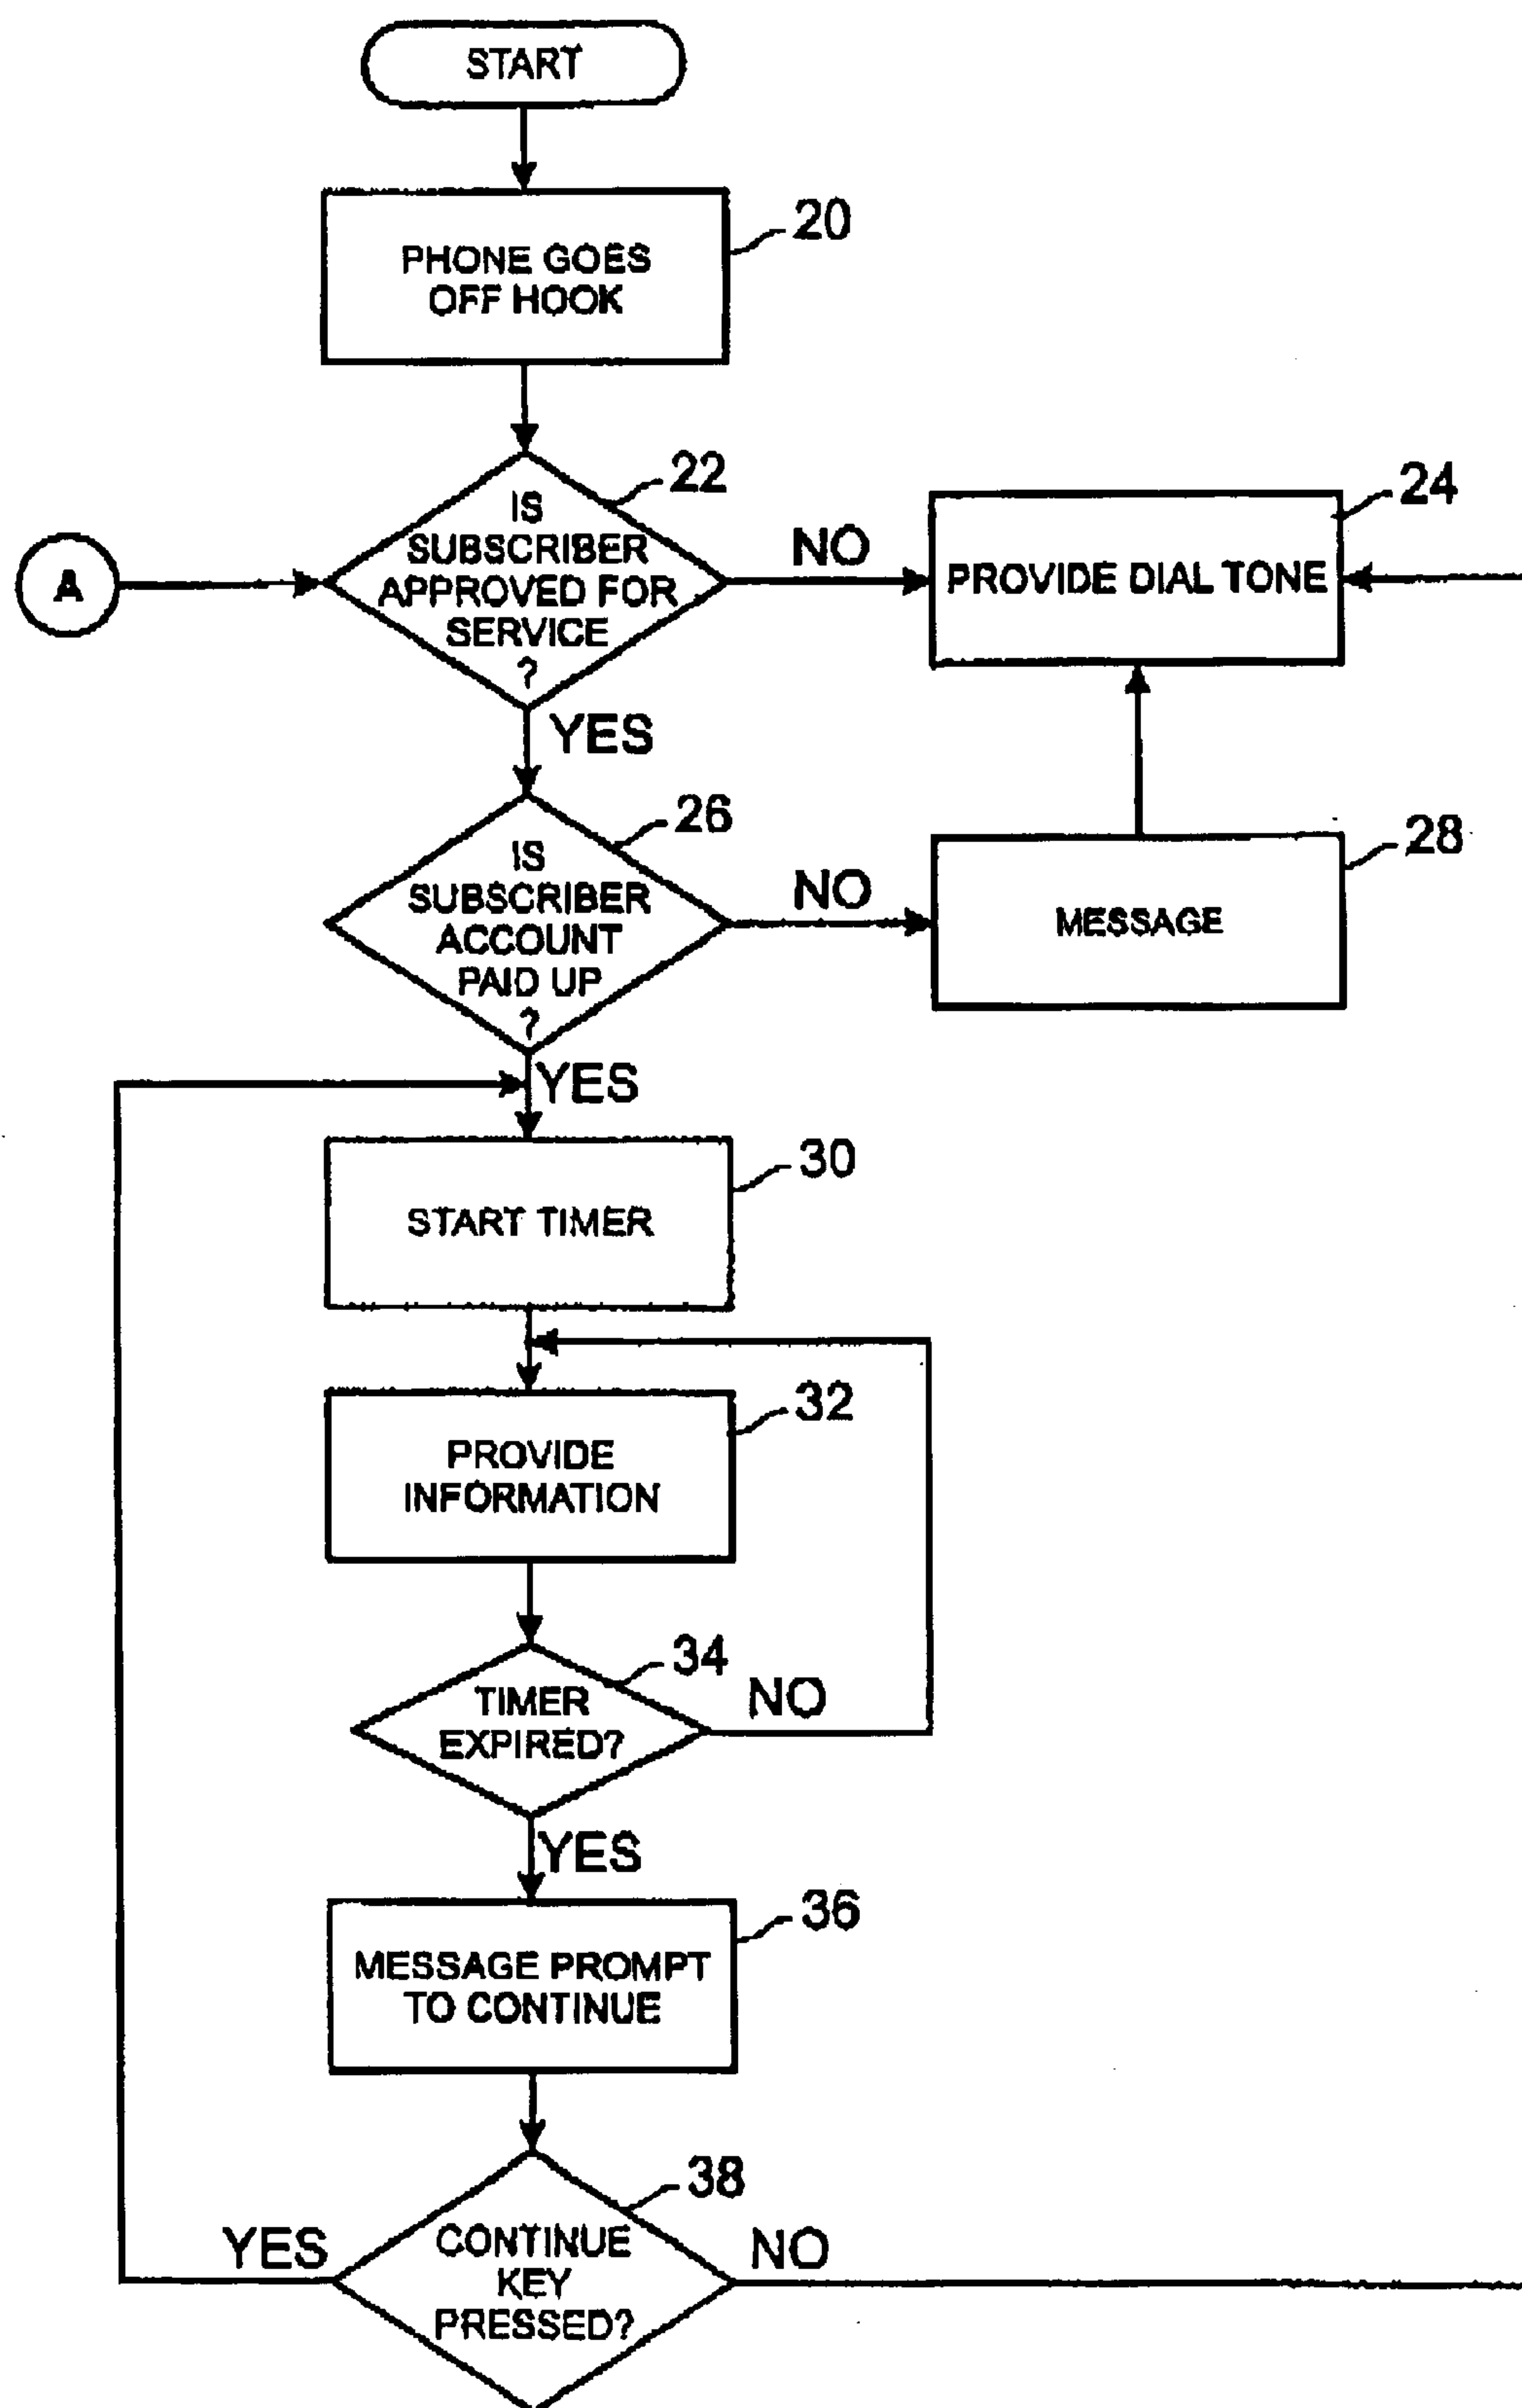 START
20
PHONE GOES
OFF HOOK
22
IS
SUBSCRIBER
APPROVED FOR
SERVICE
?
A
NO
24
PROVIDE DIAL TONE
YES
26
IS
SUBSCRIBER
ACCOUNT
PAID UP
?
NO
28
MESSAGE
YES
30
START TIMER
32
PROVIDE
INFORMATION
34
TIMER
EXPIRED?
NO
YES
36
MESSAGE PROMPT
TO CONTINUE
38
YES
CONTINUE
KEY
PRESSED?
NO